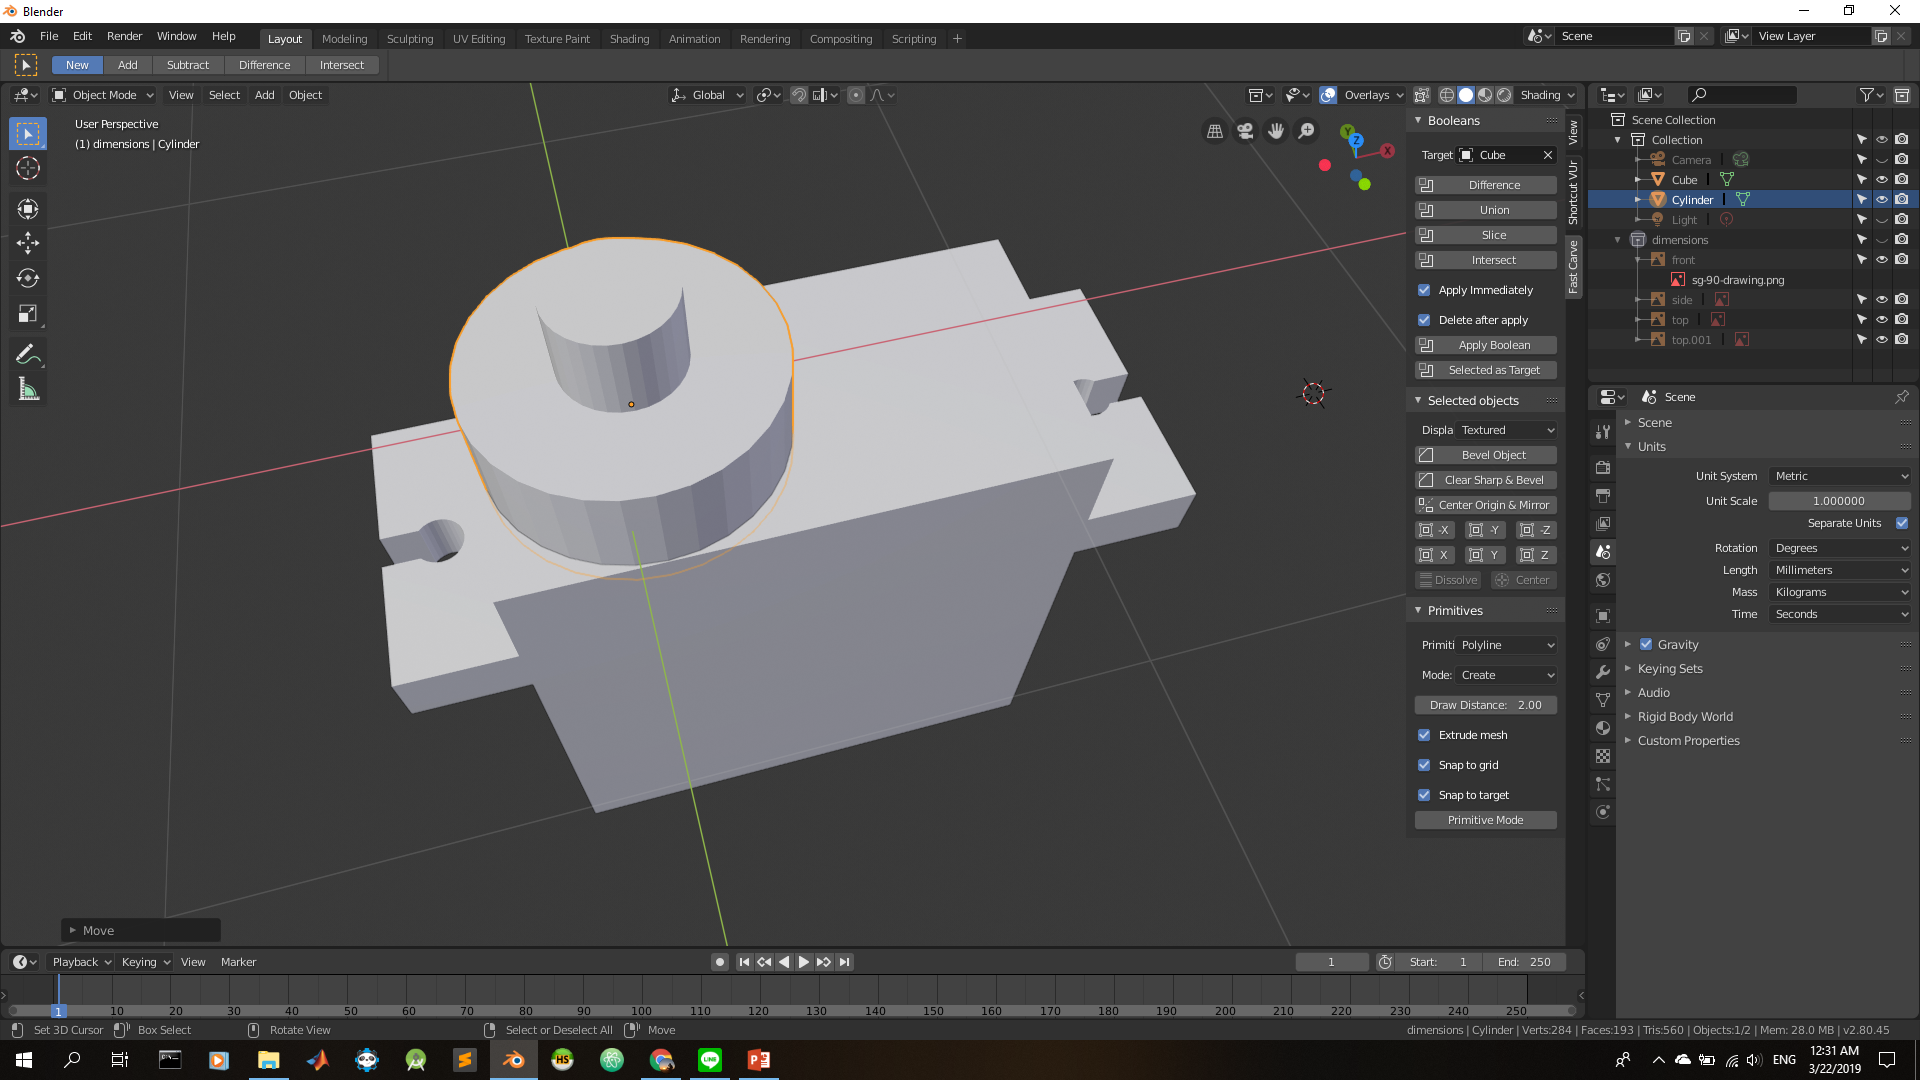 Blender
File Edit Render Window Help Layout Modeling Sculpting UV Editing Texture Paint Shading Animation Rendering Compositing Scripting + Scene View Layer
New Add Subtract Difference Intersect
Object Mode View Select Add Object Global Overlays Shading
User Perspective
(1) dimensions | Cylinder
Y
Z
X
Booleans
Target Cube
Difference
Union
Slice
Intersect
Apply Immediately
Delete after apply
Apply Boolean
Selected as Target
Selected objects
Displa Textured
Bevel Object
Clear Sharp & Bevel
Center Origin & Mirror
-X -Y -Z
X Y Z
Dissolve Center
Primitives
Primiti Polyline
Mode: Create
Draw Distance: 2.00
Extrude mesh
Snap to grid
Snap to target
Primitive Mode
View
Shortcut VUr
Fast Carve
Scene Collection
Collection
Camera
Cube
Cylinder
Light
dimensions
front
sg-90-drawing.png
side
top
top.001
Scene
Scene
Units
Unit System Metric
Unit Scale 1.000000
Separate Units
Rotation Degrees
Length Millimeters
Mass Kilograms
Time Seconds
Gravity
Keying Sets
Audio
Rigid Body World
Custom Properties
Move
Playback Keying View Marker 1 Start: 1 End: 250
1 10 20 30 40 50 60 70 80 90 100 110 120 130 140 150 160 170 180 190 200 210 220 230 240 250
Set 3D Cursor Box Select Rotate View Select or Deselect All Move dimensions | Cylinder | Verts:284 | Faces:193 | Tris:560 | Objects:1/2 | Mem: 28.0 MB | v2.80.45
HS LINE P ENG 12:31 AM
3/22/2019